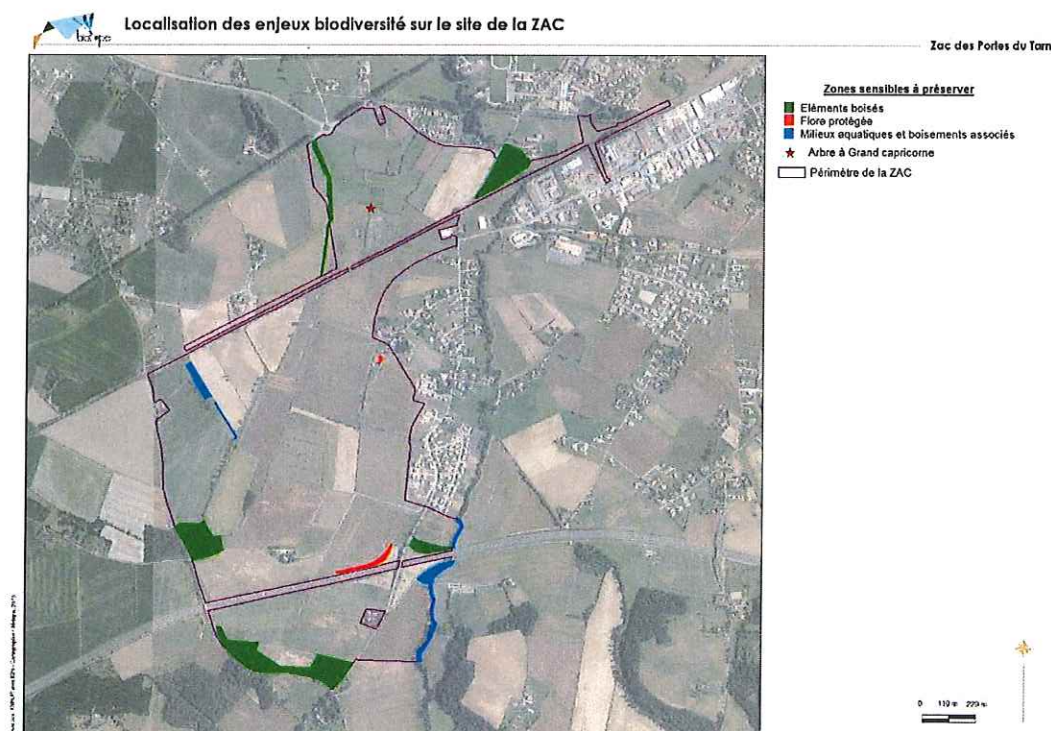 biotope
Localisation des enjeux biodiversité sur le site de la ZAC
Zac des Portes du Tarn
Zones sensibles à préserver
Eléments boisés
Flore protégée
Milieux aquatiques et boisements associés
Arbre à Grand capricorne
Périmètre de la ZAC
0